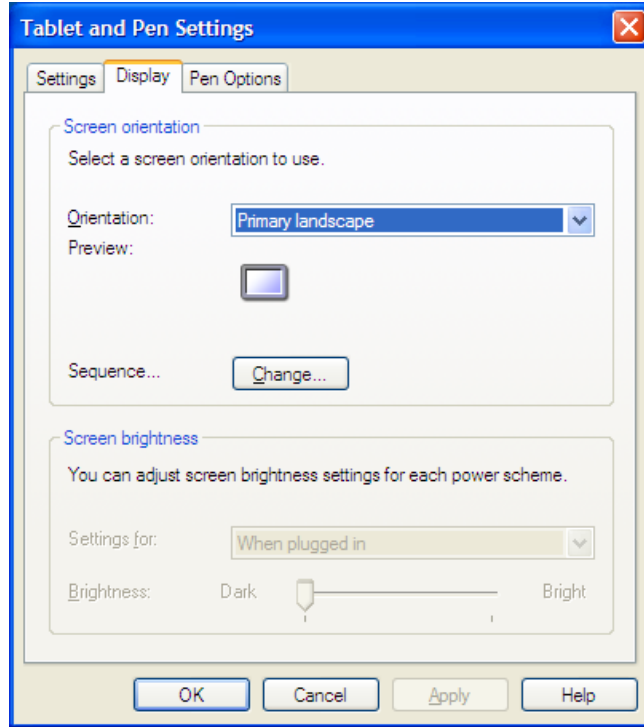 Tablet and Pen Settings
Settings Display Pen Options
Screen orientation
Select a screen orientation to use.
Orientation: Primary landscape
Preview:
Sequence... Change...
Screen brightness
You can adjust screen brightness settings for each power scheme.
Settings for: When plugged in
Brightness: Dark Bright
OK Cancel Apply Help